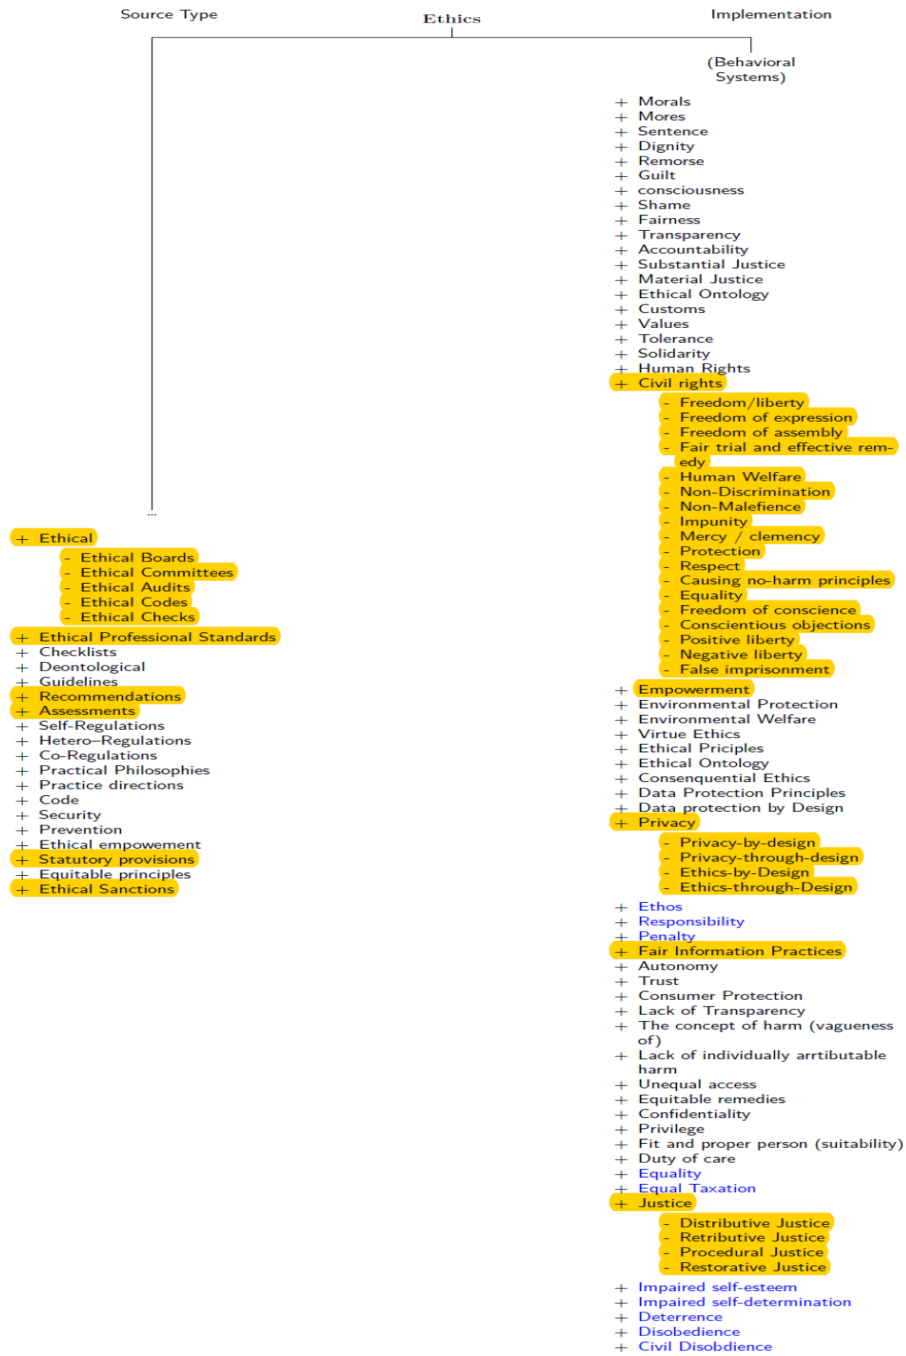 Source Type
Ethics
Implementation
(Behavioral
Systems)
+ Morals
+ Mores
+ Sentence
+ Dignity
+ Remorse
+ Guilt
+ consciousness
+ Shame
+ Fairness
+ Transparency
+ Accountability
+ Substantial Justice
+ Material Justice
+ Ethical Ontology
+ Customs
+ Values
+ Tolerance
+ Solidarity
+ Human Rights
+ Civil rights
- Freedom/liberty
- Freedom of expression
- Freedom of assembly
- Fair trial and effective rem-
edy
- Human Welfare
- Non-Discrimination
- Non-Malefience
- Impunity
- Mercy / clemency
- Protection
- Respect
- Causing no-harm principles
- Equality
- Freedom of conscience
- Conscientious objections
- Positive liberty
- Negative liberty
- False imprisonment
+ Empowerment
+ Environmental Protection
+ Environmental Welfare
+ Virtue Ethics
+ Ethical Priciples
+ Ethical Ontology
+ Consenquential Ethics
+ Data Protection Principles
+ Data protection by Design
+ Privacy
- Privacy-by-design
- Privacy-through-design
- Ethics-by-Design
- Ethics-through-Design
+ Ethos
+ Responsibility
+ Penalty
+ Fair Information Practices
+ Autonomy
+ Trust
+ Consumer Protection
+ Lack of Transparency
+ The concept of harm (vagueness
of)
+ Lack of individually arrtibutable
harm
+ Unequal access
+ Equitable remedies
+ Confidentiality
+ Privilege
+ Fit and proper person (suitability)
+ Duty of care
+ Equality
+ Equal Taxation
+ Justice
- Distributive Justice
- Retributive Justice
- Procedural Justice
- Restorative Justice
+ Impaired self-esteem
+ Impaired self-determination
+ Deterrence
+ Disobedience
+ Civil Disobdience
...
+ Ethical
- Ethical Boards
- Ethical Committees
- Ethical Audits
- Ethical Codes
- Ethical Checks
+ Ethical Professional Standards
+ Checklists
+ Deontological
+ Guidelines
+ Recommendations
+ Assessments
+ Self-Regulations
+ Hetero–Regulations
+ Co-Regulations
+ Practical Philosophies
+ Practice directions
+ Code
+ Security
+ Prevention
+ Ethical empowerment
+ Statutory provisions
+ Equitable principles
+ Ethical Sanctions